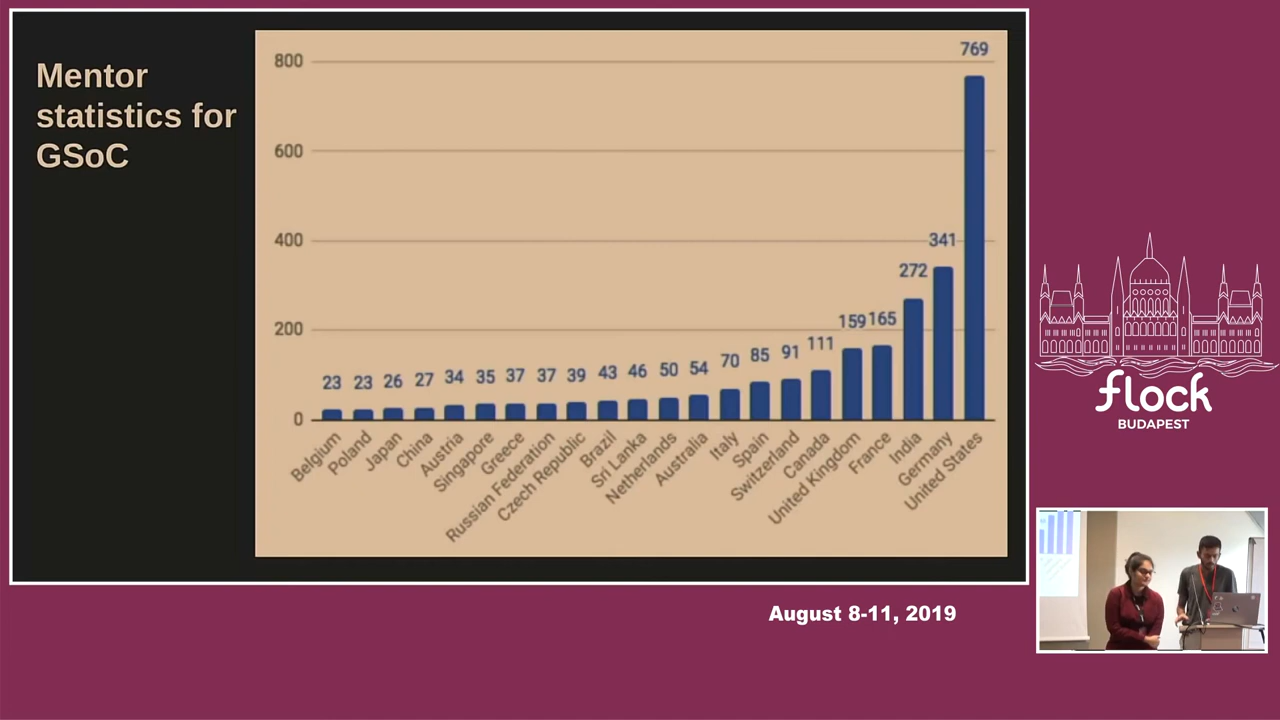 Mentor
statistics for
GSoC
800
600
400
200
0
23
23
26
27
34
35
37
37
39
43
46
50
54
70
85
91
111
159
165
272
341
769
Belgium
Poland
Japan
China
Austria
Singapore
Greece
Russian Federation
Czech Republic
Brazil
Sri Lanka
Netherlands
Australia
Italy
Spain
Switzerland
Canada
United Kingdom
France
India
Germany
United States
flock
BUDAPEST
August 8-11, 2019